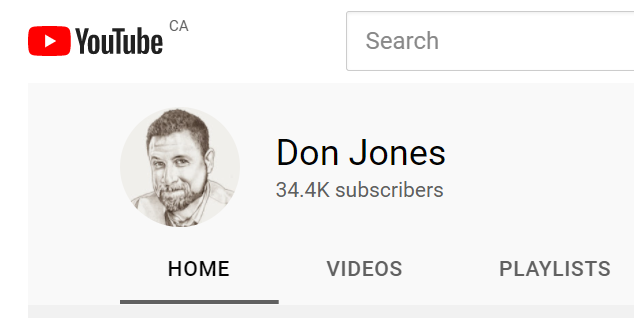 YouTube CA
Search
Don Jones
34.4K subscribers
HOME VIDEOS PLAYLISTS